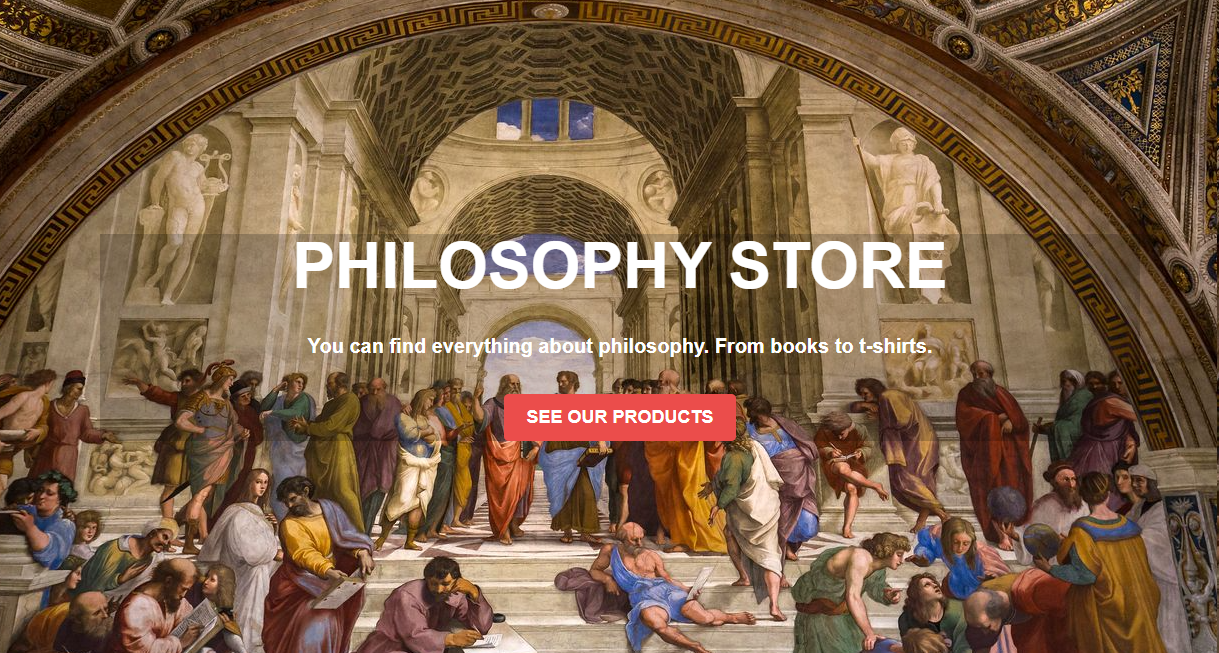 PHILOSOPHY STORE
You can find everything about philosophy. From books to t-shirts.
SEE OUR PRODUCTS